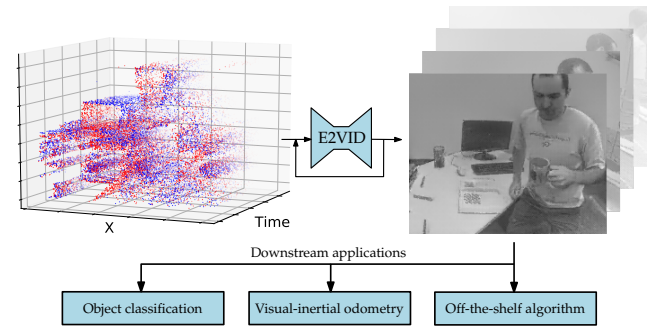 E2VID
X
Time
Downstream applications
Object classification
Visual-inertial odometry
Off-the-shelf algorithm